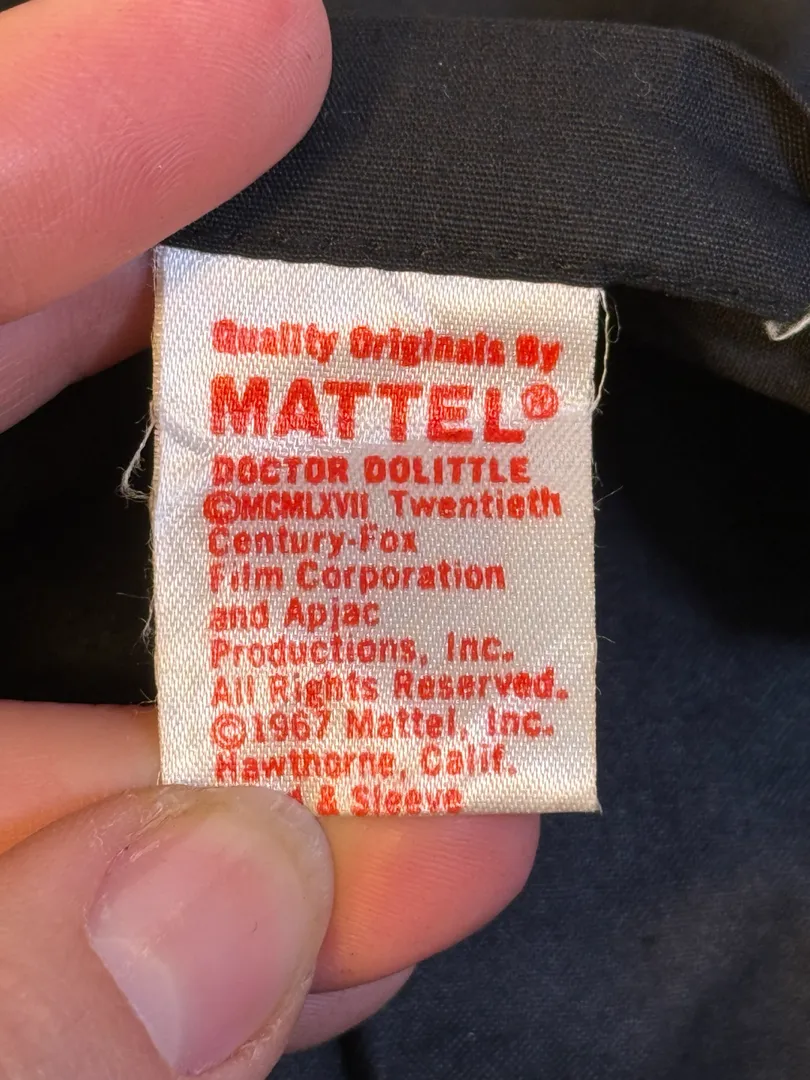 Quality Originals By
MATTEL®
DOCTOR DOLITTLE
©MCMLXVII Twentieth
Century-Fox
Film Corporation
and Apjac
Productions, Inc.
All Rights Reserved.
©1967 Mattel, Inc.
Hawthorne, Calif.
& Sleeve